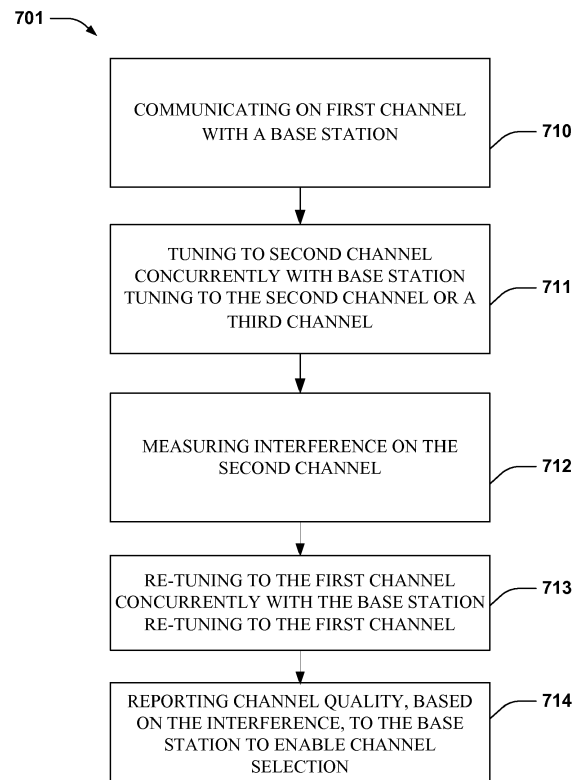 701
COMMUNICATING ON FIRST CHANNEL
WITH A BASE STATION
710
TUNING TO SECOND CHANNEL
CONCURRENTLY WITH BASE STATION
TUNING TO THE SECOND CHANNEL OR A
THIRD CHANNEL
711
MEASURING INTERFERENCE ON THE
SECOND CHANNEL
712
RE-TUNING TO THE FIRST CHANNEL
CONCURRENTLY WITH THE BASE STATION
RE-TUNING TO THE FIRST CHANNEL
713
REPORTING CHANNEL QUALITY, BASED
ON THE INTERFERENCE, TO THE BASE
STATION TO ENABLE CHANNEL
SELECTION
714